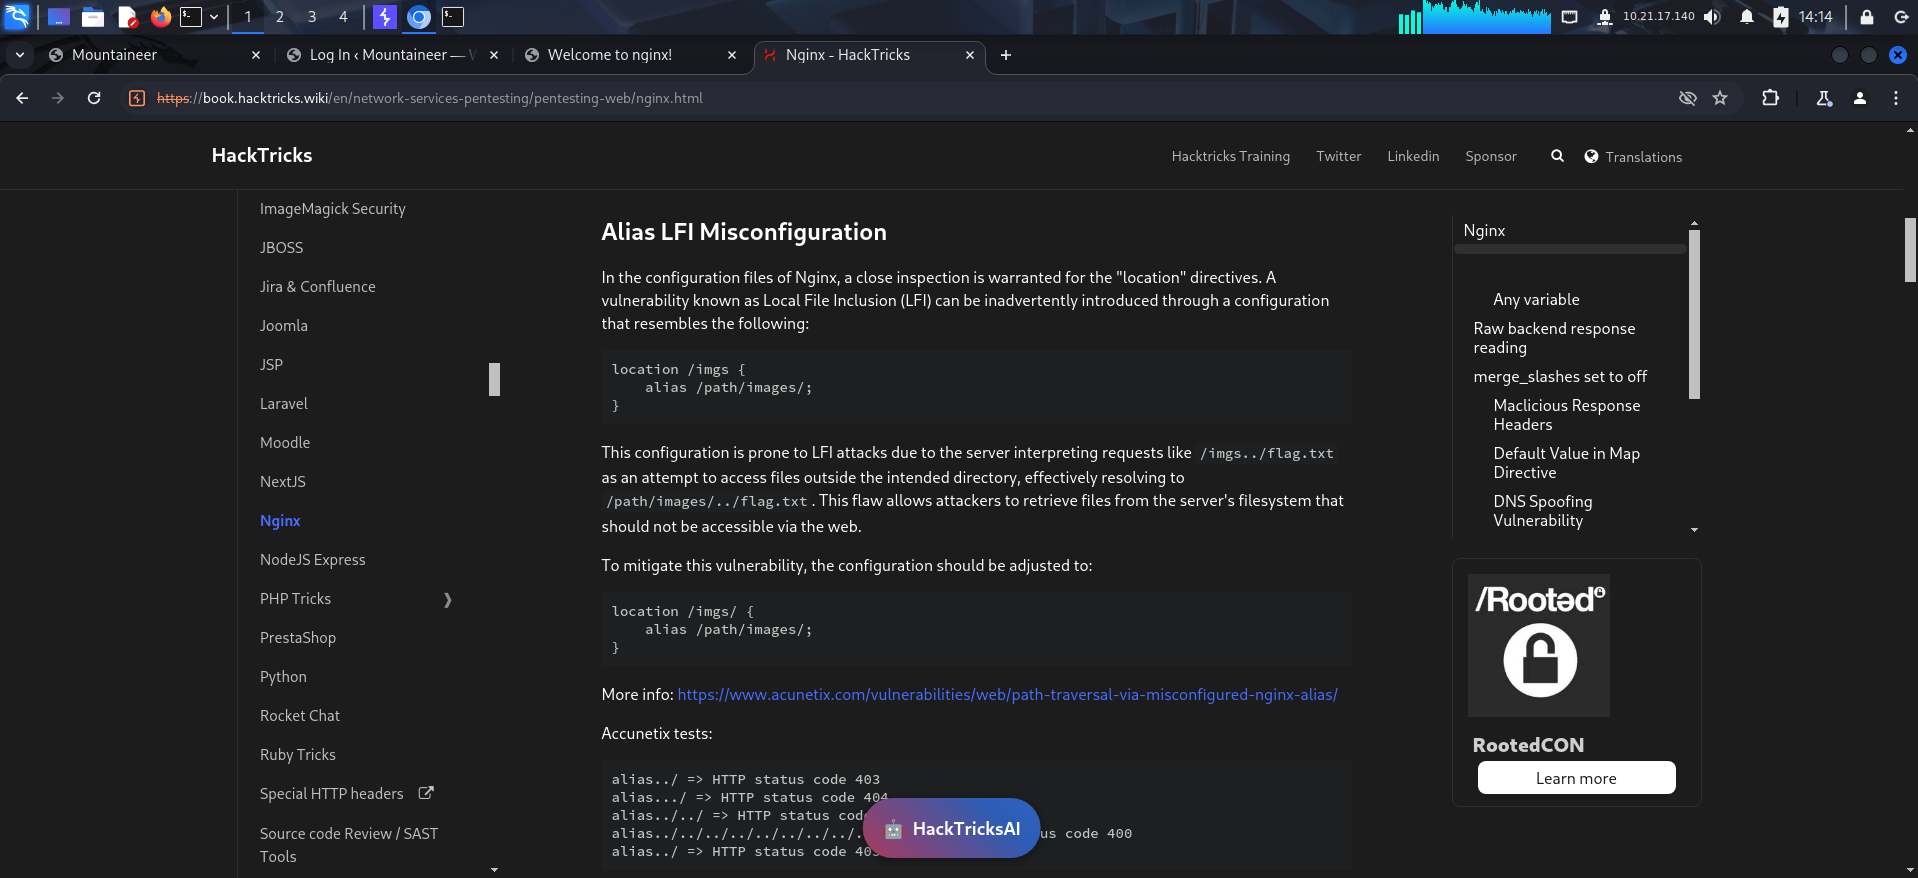 1 2 3 4
10.21.17.140
14:14
Mountaineer
Log In ‹ Mountaineer — W
Welcome to nginx!
Nginx - HackTricks
https://book.hacktricks.wiki/en/network-services-pentesting/pentesting-web/nginx.html
HackTricks
Hacktricks Training
Twitter
Linkedin
Sponsor
Translations
ImageMagick Security
JBOSS
Jira & Confluence
Joomla
JSP
Laravel
Moodle
NextJS
Nginx
NodeJS Express
PHP Tricks
PrestaShop
Python
Rocket Chat
Ruby Tricks
Special HTTP headers
Source code Review / SAST
Tools
Alias LFI Misconfiguration
In the configuration files of Nginx, a close inspection is warranted for the "location" directives. A
vulnerability known as Local File Inclusion (LFI) can be inadvertently introduced through a configuration
that resembles the following:
location /imgs {
    alias /path/images/;
}
This configuration is prone to LFI attacks due to the server interpreting requests like /imgs../flag.txt
as an attempt to access files outside the intended directory, effectively resolving to
/path/images/../flag.txt. This flaw allows attackers to retrieve files from the server's filesystem that
should not be accessible via the web.
To mitigate this vulnerability, the configuration should be adjusted to:
location /imgs/ {
    alias /path/images/;
}
More info: https://www.acunetix.com/vulnerabilities/web/path-traversal-via-misconfigured-nginx-alias/
Accunetix tests:
alias../ => HTTP status code 403
alias.../ => HTTP status code 404
alias../../ => HTTP status code
alias../../../../../../../../. us code 400
alias../ => HTTP status code 403
HackTricksAI
Nginx
Any variable
Raw backend response
reading
merge_slashes set to off
Maclicious Response
Headers
Default Value in Map
Directive
DNS Spoofing
Vulnerability
/Rooted
RootedCON
Learn more